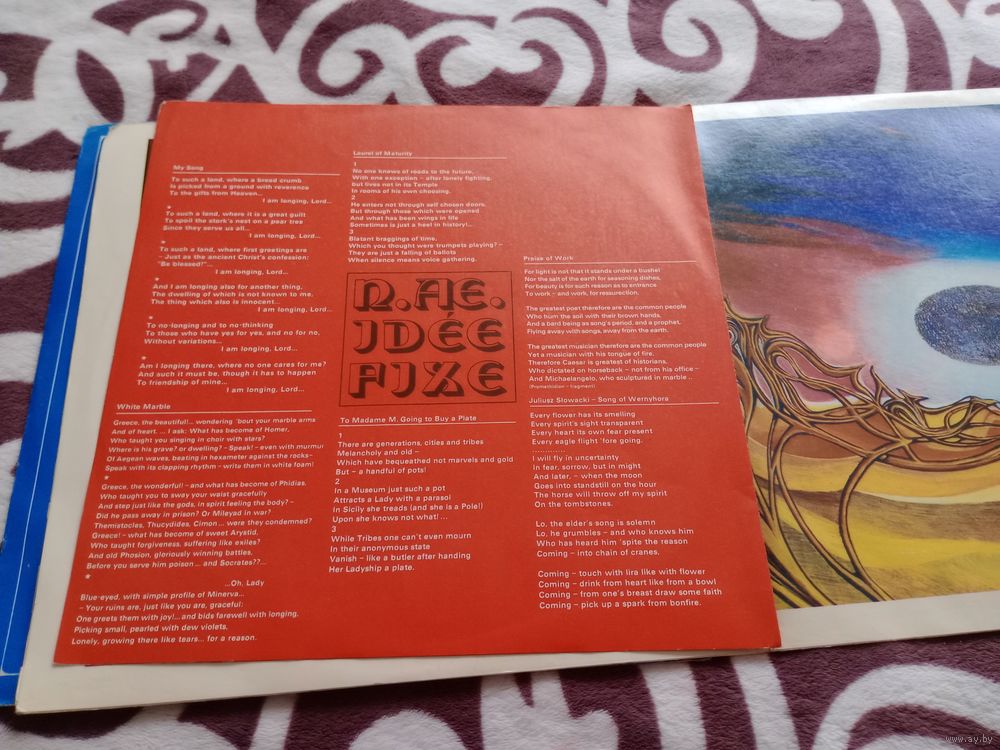 My Song
To such a land, where a bread crumb
Is picked from a ground with reverence
To the gifts from Heaven...
I am longing, Lord...
*
To such a land, where it is a great guilt
To spoil the stork's nest on a pear tree
Since they serve us all...
I am longing, Lord...
*
To such a land, where first greetings are
– Just as the ancient Christ's confession:
"Be blessed!"...
I am longing, Lord...
*
And I am longing also for another thing,
The dwelling of which is not known to me.
The thing which also is innocent...
I am longing, Lord...
*
To no-longing and to no-thinking
To those who have yes for yes, and no for no,
Without variations...
I am longing, Lord...
*
Am I longing there, where no one cares for me?
And such it must be, though it has to happen
To friendship of mine...
I am longing, Lord...
White Marble
Greece, the beautiful!... wondering 'bout your marble arms
And of heart. ... I ask: What has become of Homer,
Who taught you singing in choir with stars?
Where is his grave? or dwelling? – Speak! – even with murmur
Of Aegean waves, beating in hexameter against the rocks–
Speak with its clapping rhythm – write them in white foam!
*
Greece, the wonderful! – and what has become of Phidias,
Who taught you to sway your waist gracefully
And step just like the gods, in spirit feeling the body? –
Did he pass away in prison? Or Mileyad in war?
Themistocles, Thucydides, Cimon... were they condemned?
Greece! – what has become of sweet Arystid,
Who taught forgiveness, suffering like exiles?
And old Phosion, gloriously winning battles,
Before you serve him poison... and Socrates??...
*
...Oh, Lady
Blue-eyed, with simple profile of Minerva...
– Your ruins are, just like you are, graceful;
One greets them with joy!...and bids farewell with longing,
Picking small, pearled with dew violets,
Lonely, growing there like tears... for a reason.
Laurel of Maturity
1
No one knows of roads to the future,
With one exception – after lonely fighting,
but lives not in its Temple
In rooms of his own choosing.
2
He enters not through self chosen doors,
But through those which were opened
And what has been wings in life
Sometimes is just a heel in history!...
3
Blatant braggings of time,
Which you thought were trumpets playing? –
They are just a falling of ballots
When silence means voice gathering.
N.AE.
IDÉE
FIXE
To Madame M. Going to Buy a Plate
1
There are generations, cities and tribes
Melancholy and old –
Which have bequeathed not marvels and gold
But – a handful of pots!
2
In a Museum just such a pot
Attracts a Lady with a parasol
In Sicily she treads (and she is a Pole!)
Upon she knows not what! ...
3
While Tribes one can't even mourn
In their anonymous state
Vanish – like a butler after handing
Her Ladyship a plate.
Praise of Work
For light is not that it stands under a bushel
Nor the salt of the earth for seasoning dishes,
For beauty is for such reason as to entrance
To work – and work, for ressurection.
The greatest poet therefore are the common people
Who hum the soil with their brown hands,
And a bard being as song's period, and a prophet,
Flying away with songs, away from the earth.
The greatest musician therefore are the common people
Yet a musician with his tongue of fire,
Therefore Caesar is greatest of historians,
Who dictated on horseback – not from his office –
And Michaelangelo, who sculptured in marble ..
(Promethidion – fragment)
Juliusz Slowacki – Song of Wernyhora
Every flower has its smelling
Every spirit's sight transparent
Every heart its own fear present
Every eagle flight 'fore going.
.............
I will fly in uncertainty
In fear, sorrow, but in might
And later, – when the moon
Goes into standstill on the hour
The horse will throw off my spirit
On the tombstones.
Lo, the elder's song is solemn
Lo, he grumbles – and who knows him
Who has heard him 'spite the reason
Coming – into chain of cranes.
Coming – touch with lira like with flower
Coming – drink from heart like from a bowl
Coming – from one's breast draw some faith
Coming – pick up a spark from bonfire.
www.ay.by